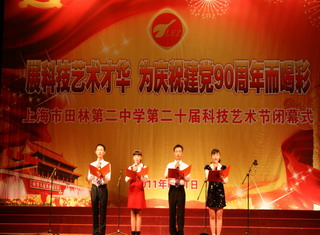 展科技艺术才华 为庆祝建党90周年而喝彩
上海市田林第二中学第二十届科技艺术节闭幕式